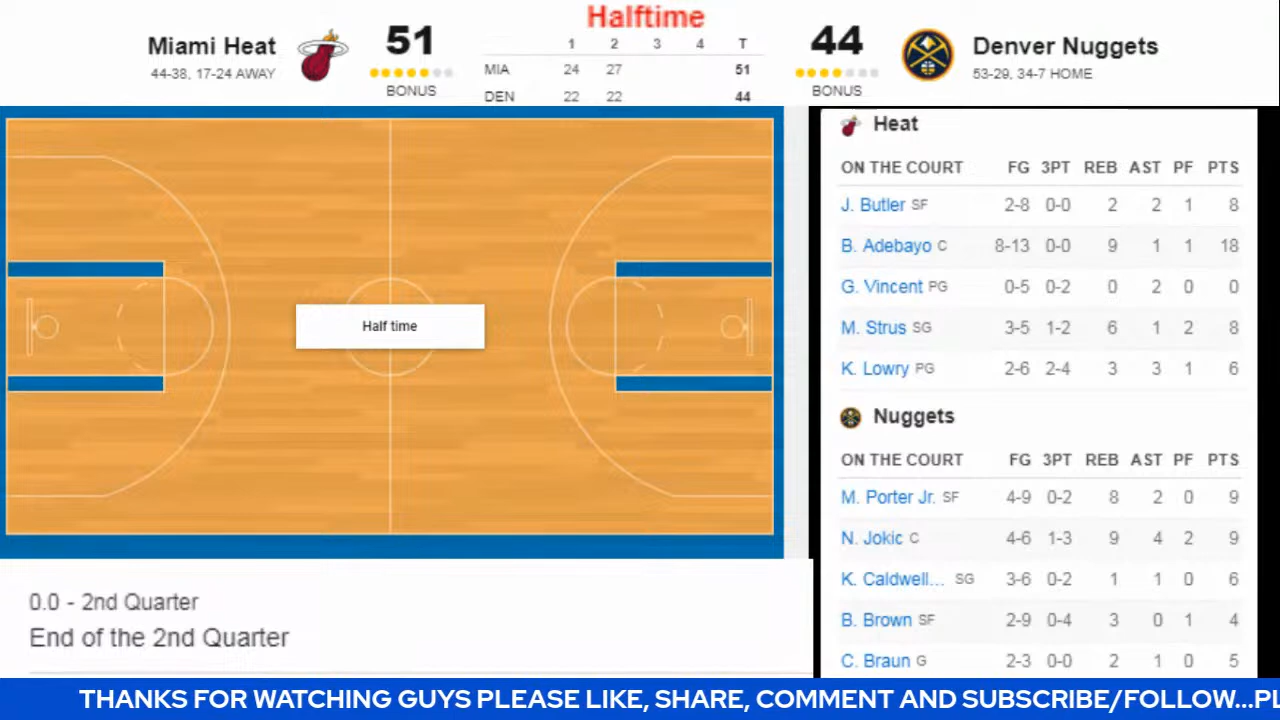 Halftime
Miami Heat
44-38, 17-24 AWAY
51
BONUS
1 2 3 4 T
MIA 24 27 51
DEN 22 22 44
44
BONUS
Denver Nuggets
53-29, 34-7 HOME
Half time
0.0 - 2nd Quarter
End of the 2nd Quarter
Heat
ON THE COURT FG 3PT REB AST PF PTS
J. Butler SF 2-8 0-0 2 2 1 8
B. Adebayo C 8-13 0-0 9 1 1 18
G. Vincent PG 0-5 0-2 0 2 0 0
M. Strus SG 3-5 1-2 6 1 2 8
K. Lowry PG 2-6 2-4 3 3 1 6
Nuggets
ON THE COURT FG 3PT REB AST PF PTS
M. Porter Jr. SF 4-9 0-2 8 2 0 9
N. Jokic C 4-6 1-3 9 4 2 9
K. Caldwell... SG 3-6 0-2 1 1 0 6
B. Brown SF 2-9 0-4 3 0 1 4
C. Braun G 2-3 0-0 2 1 0 5
THANKS FOR WATCHING GUYS PLEASE LIKE, SHARE, COMMENT AND SUBSCRIBE/FOLLOW...PL